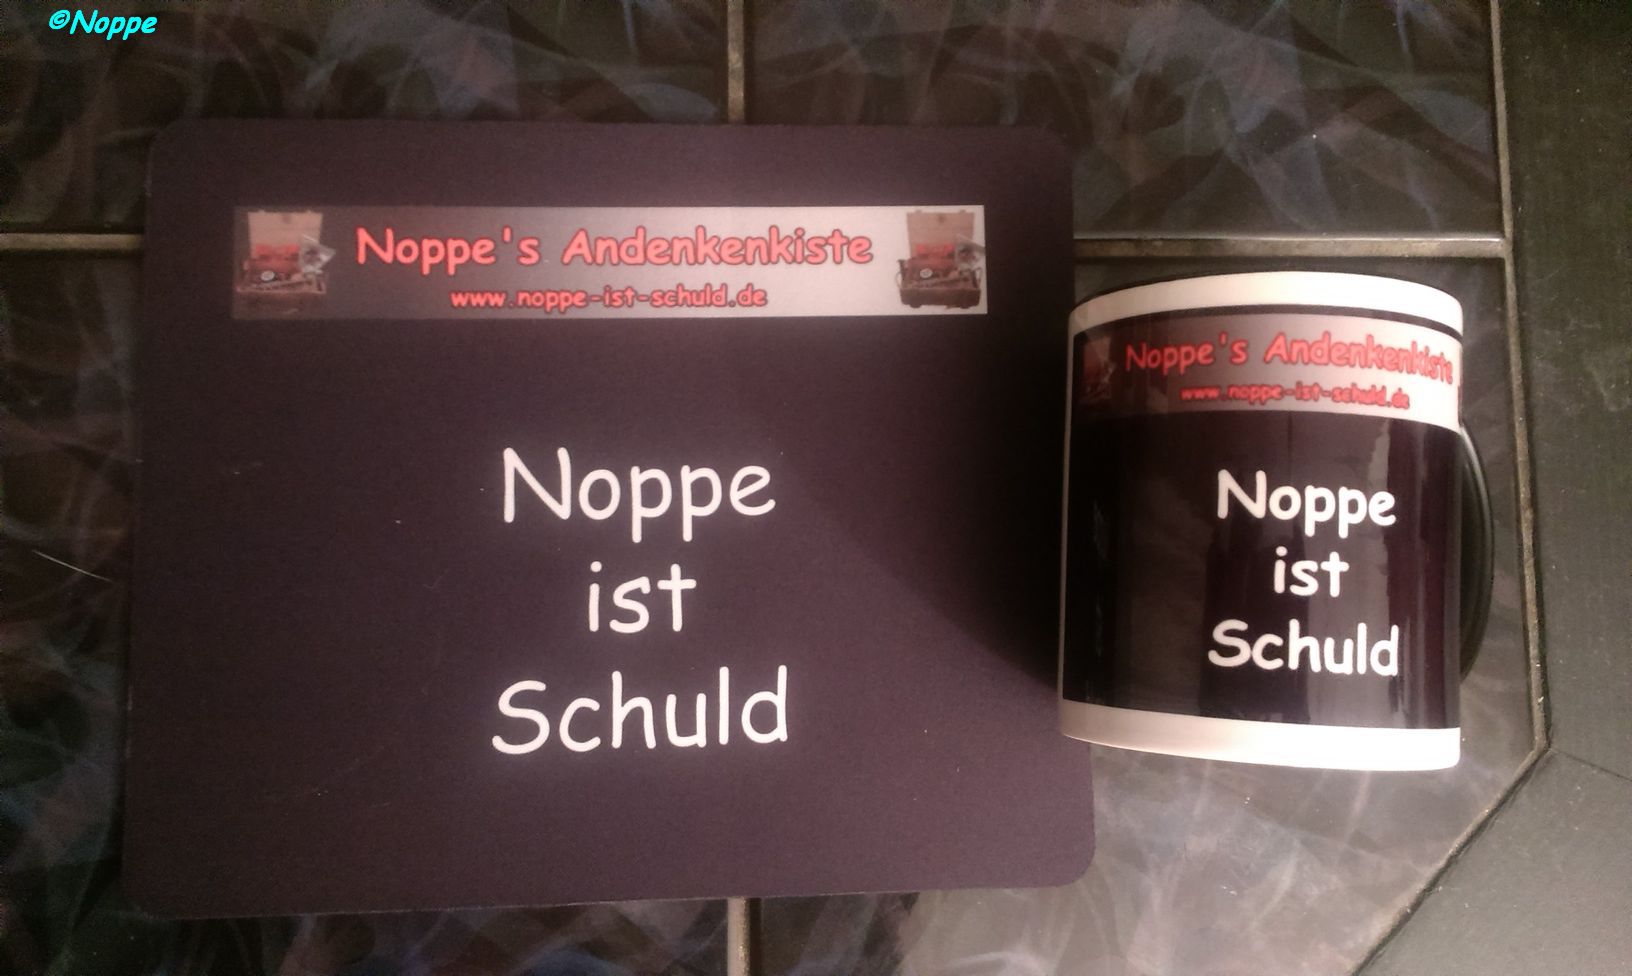 ©Noppe
Noppe's Andenkenkiste
www.noppe-ist-schuld.de
Noppe
ist
Schuld
Noppe's Andenkenkiste
www.noppe-ist-schuld.de
Noppe
ist
Schuld